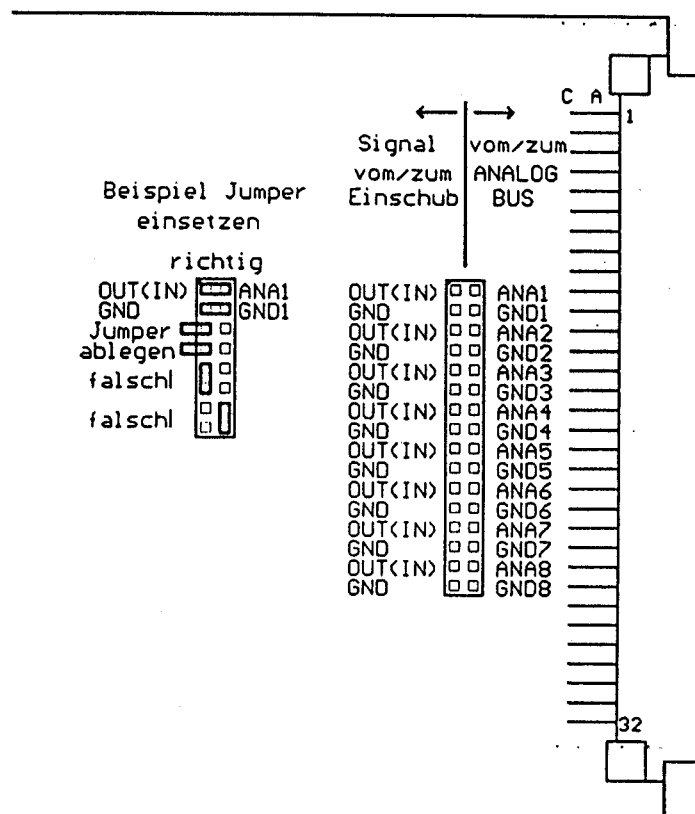 C A
1
Signal vom/zum
vom/zum ANALOG
Einschub BUS
Beispiel Jumper
einsetzen
richtig
OUT(IN) ANA1
GND GND1
Jumper
ablegen
falsch!
falsch!
OUT(IN) ANA1
GND GND1
OUT(IN) ANA2
GND GND2
OUT(IN) ANA3
GND GND3
OUT(IN) ANA4
GND GND4
OUT(IN) ANA5
GND GND5
OUT(IN) ANA6
GND GND6
OUT(IN) ANA7
GND GND7
OUT(IN) ANA8
GND GND8
32